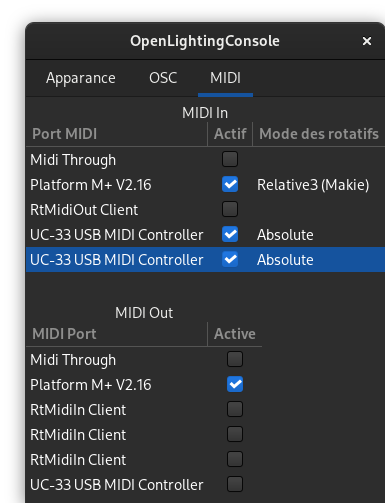 OpenLightingConsole
Apparance OSC MIDI
MIDI In
Port MIDI Actif Mode des rotatifs
Midi Through
Platform M+ V2.16 Relative3 (Makie)
RtMidiOut Client
UC-33 USB MIDI Controller Absolute
UC-33 USB MIDI Controller Absolute
MIDI Out
MIDI Port Active
Midi Through
Platform M+ V2.16
RtMidiIn Client
RtMidiIn Client
RtMidiIn Client
UC-33 USB MIDI Controller